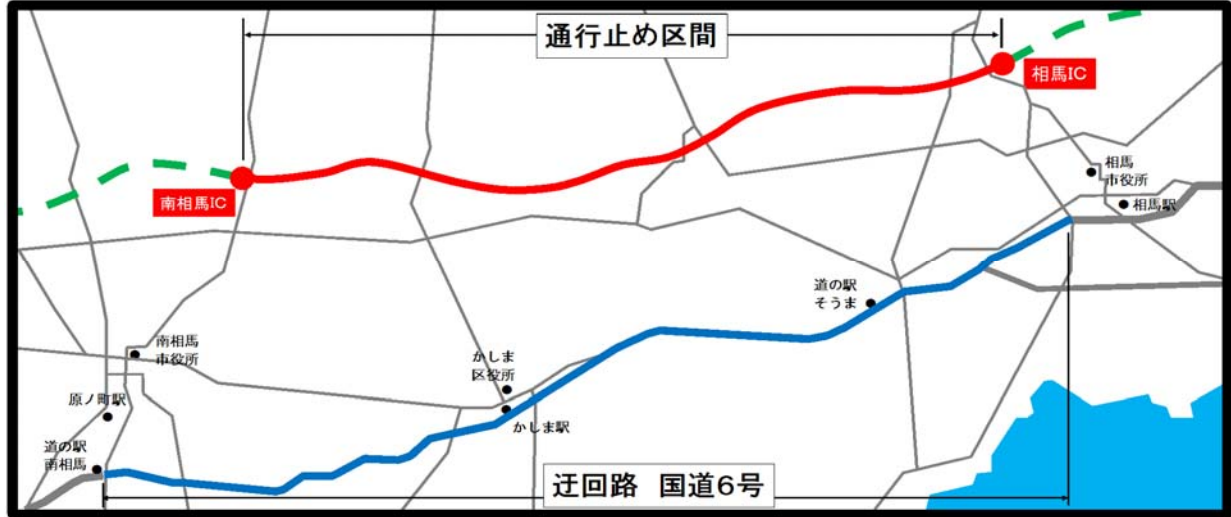 通行止め区間
相馬IC
南相馬IC
相馬
市役所
相馬駅
道の駅
そうま
南相馬
市役所
かしま
区役所
原ノ町駅
かしま駅
道の駅
南相馬
迂回路　国道6号